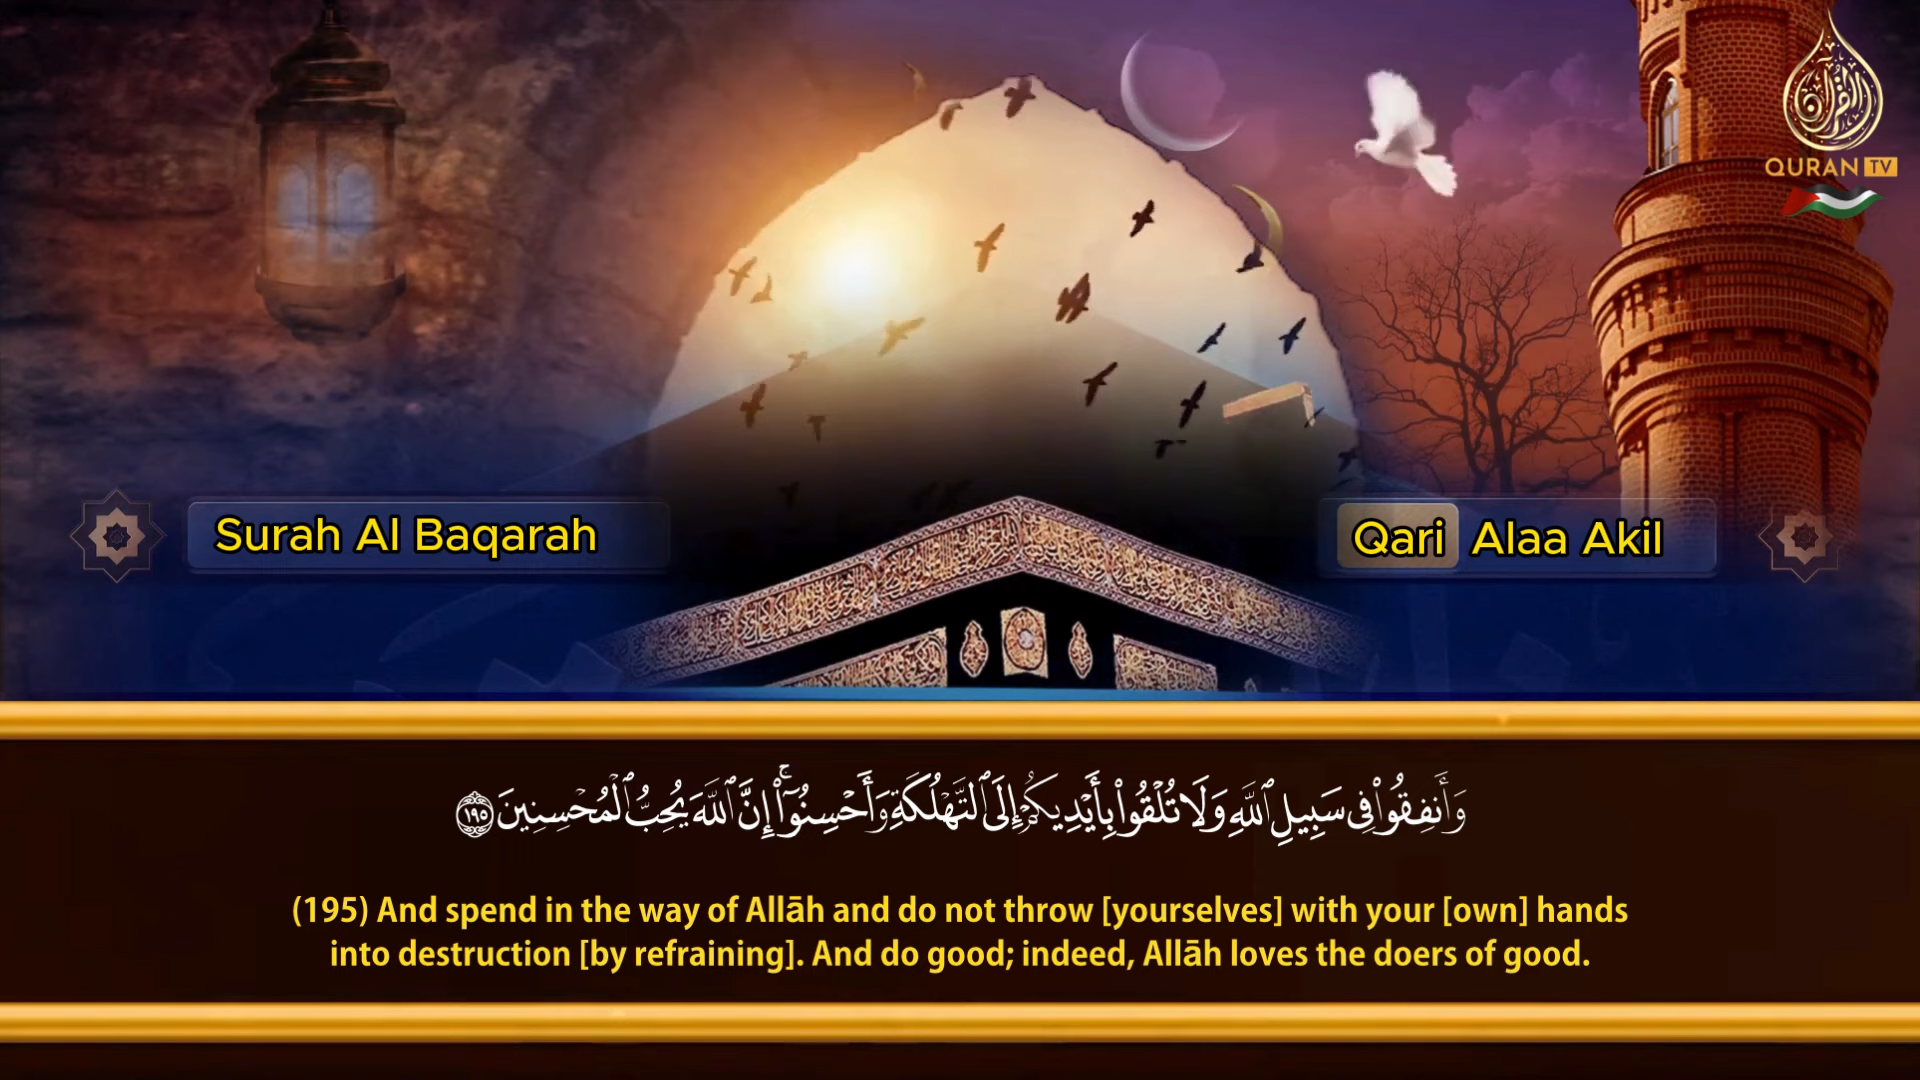 القرآن
QURAN TV
Surah Al Baqarah
Qari Alaa Akil
وَأَنفِقُوا۟ فِى سَبِيلِ ٱللَّهِ وَلَا تُلْقُوا۟ بِأَيْدِيكُمْ إِلَى ٱلتَّهْلُكَةِ وَأَحْسِنُوٓا۟ ۛ إِنَّ ٱللَّهَ يُحِبُّ ٱلْمُحْسِنِينَ ١٩٥
(195) And spend in the way of Allāh and do not throw [yourselves] with your [own] hands
into destruction [by refraining]. And do good; indeed, Allāh loves the doers of good.